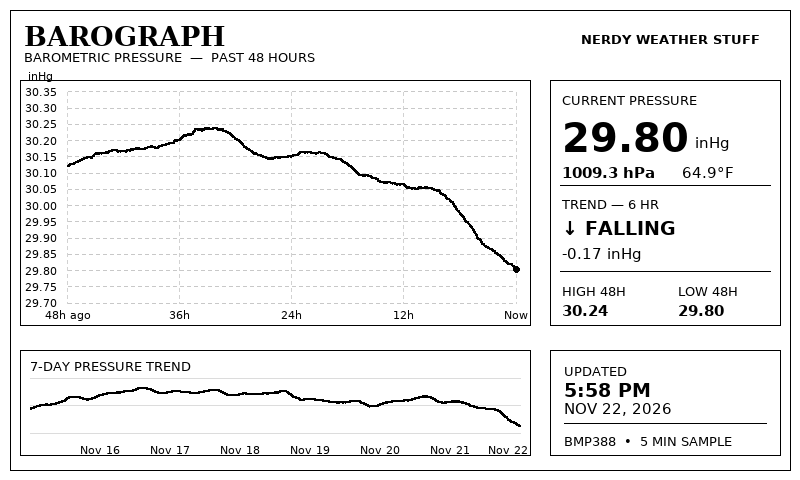 BAROGRAPH
BAROMETRIC PRESSURE — PAST 48 HOURS
NERDY WEATHER STUFF
inHg
30.35
30.30
30.25
30.20
30.15
30.10
30.05
30.00
29.95
29.90
29.85
29.80
29.75
29.70
48h ago 36h 24h 12h Now
CURRENT PRESSURE
29.80 inHg
1009.3 hPa 64.9°F
TREND — 6 HR
↓ FALLING
-0.17 inHg
HIGH 48H LOW 48H
30.24 29.80
7-DAY PRESSURE TREND
Nov 16 Nov 17 Nov 18 Nov 19 Nov 20 Nov 21 Nov 22
UPDATED
5:58 PM
NOV 22, 2026
BMP388 • 5 MIN SAMPLE